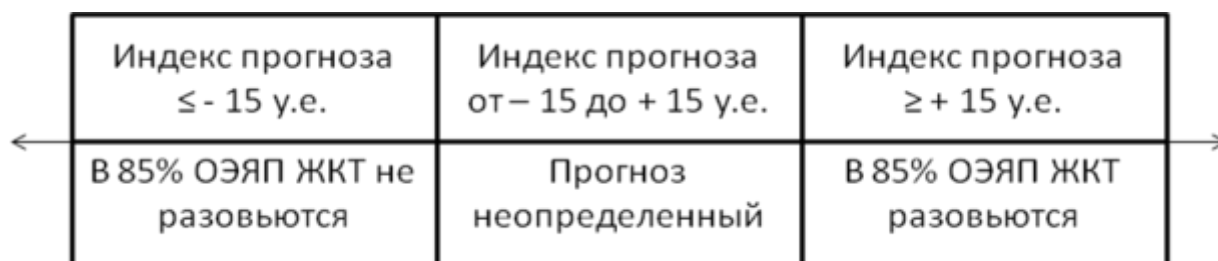 Индекс прогноза
≤ - 15 у.е.
Индекс прогноза
от – 15 до + 15 у.е.
Индекс прогноза
≥ + 15 у.е.
В 85% ОЭЯП ЖКТ не
разовьются
Прогноз
неопределенный
В 85% ОЭЯП ЖКТ
разовьются